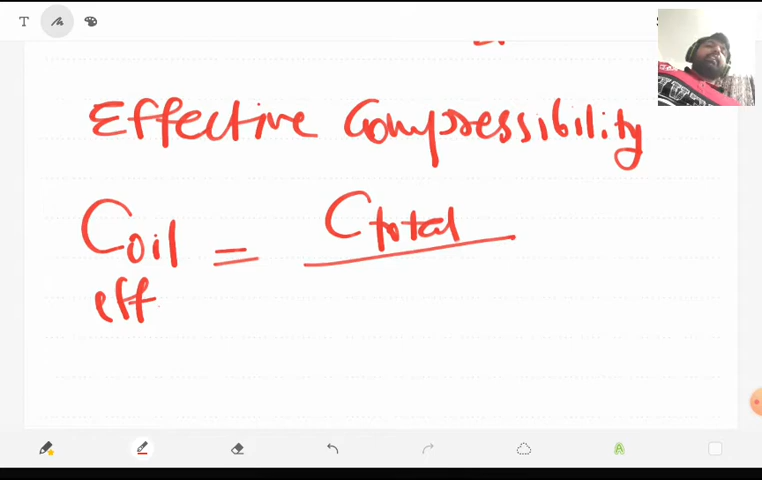 T
Effective Compressibility
Coil = Ctotal
eff
A